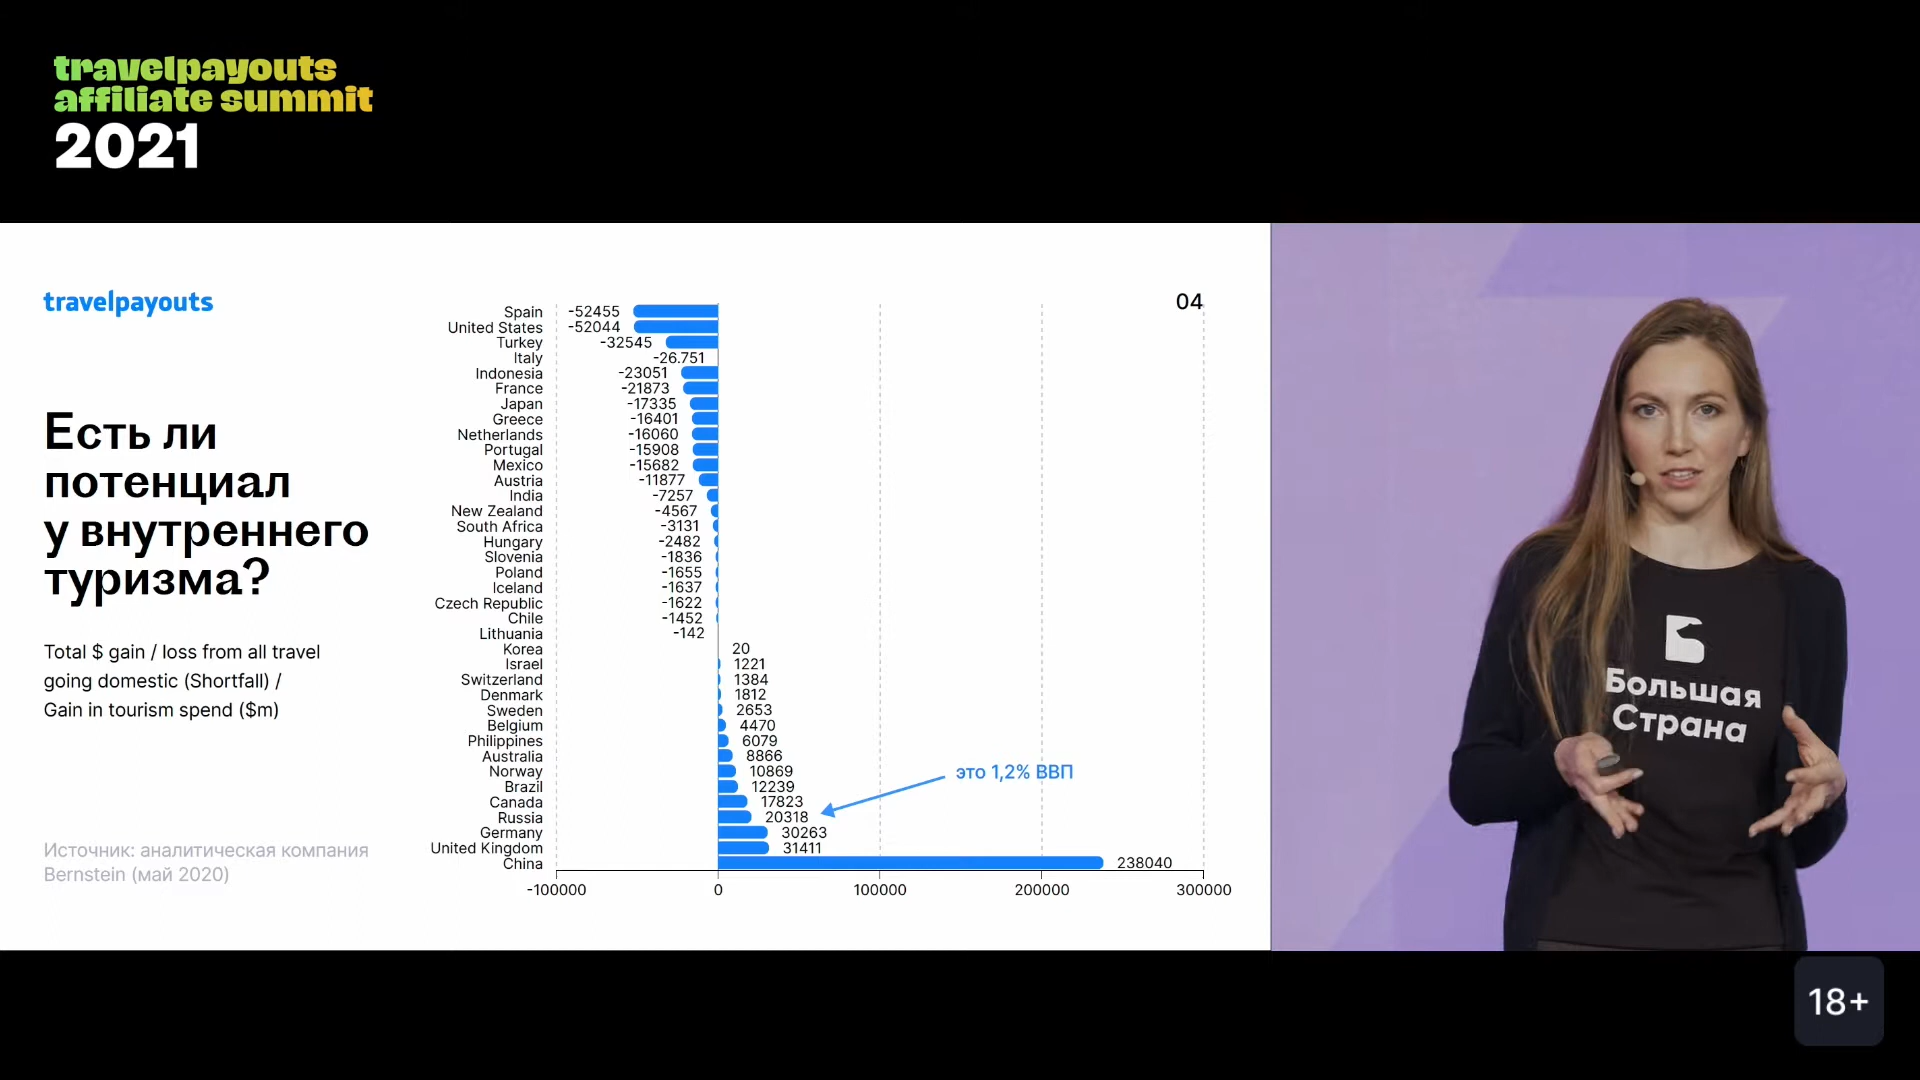 travelpayouts
affiliate summit
2021
travelpayouts
04
Есть ли
потенциал
у внутреннего
туризма?
Total $ gain / loss from all travel
going domestic (Shortfall) /
Gain in tourism spend ($m)
Источник: аналитическая компания
Bernstein (май 2020)
Spain -52455
United States -52044
Turkey -32545
Italy -26.751
Indonesia -23051
France -21873
Japan -17335
Greece -16401
Netherlands -16060
Portugal -15908
Mexico -15682
Austria -11877
India -7257
New Zealand -4567
South Africa -3131
Hungary -2482
Slovenia -1836
Poland -1655
Iceland -1637
Czech Republic -1622
Chile -1452
Lithuania -142
Korea 20
Israel 1221
Switzerland 1384
Denmark 1812
Sweden 2653
Belgium 4470
Philippines 6079
Australia 8866
Norway 10869
это 1,2% ВВП
Brazil 12239
Canada 17823
Russia 20318
Germany 30263
United Kingdom 31411
China 238040
-100000 0 100000 200000 300000
Большая
Страна
18+